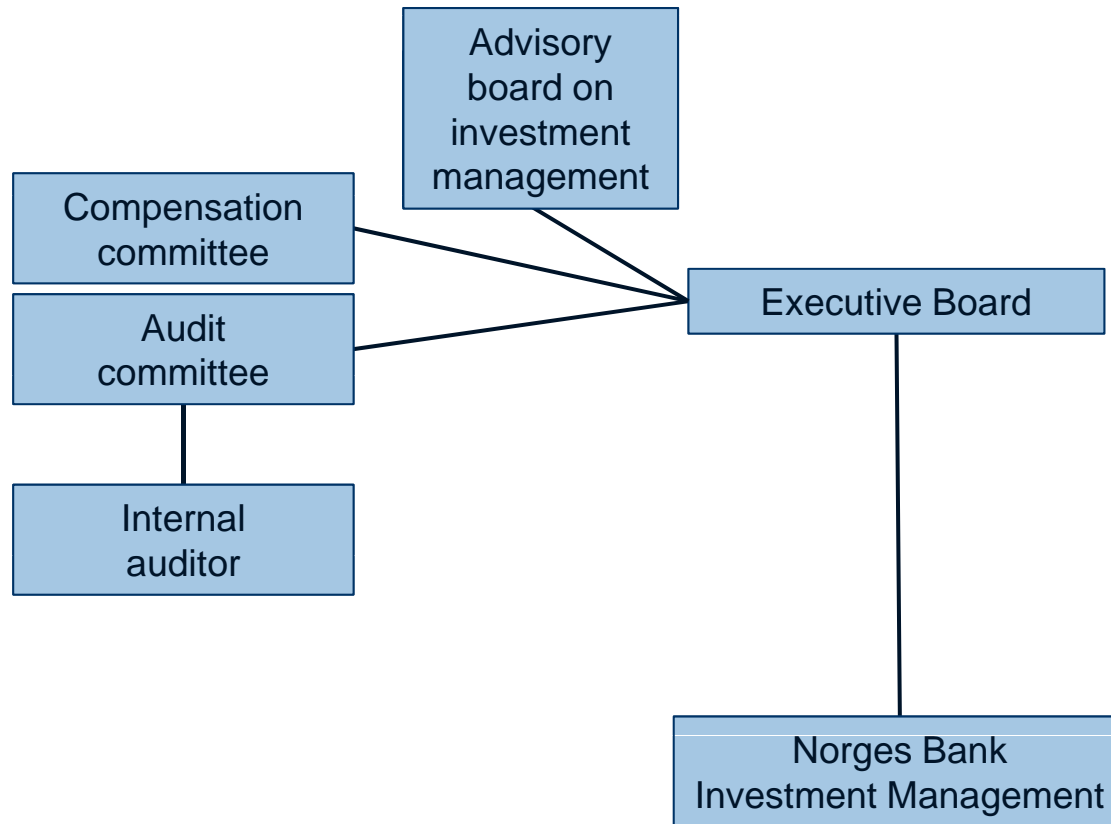 Advisory
board on
investment
management
Compensation
committee
Executive Board
Audit
committee
Internal
auditor
Norges Bank
Investment Management